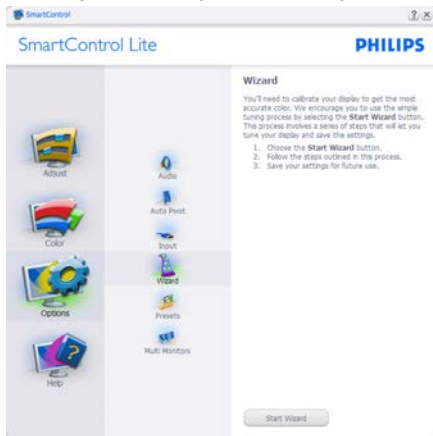 SmartControl
SmartControl Lite
PHILIPS
Adjust
Color
Options
Help
Audio
Auto Pivot
Input
Wizard
Presets
Multi Monitors
Wizard
You'll need to calibrate your display to get the most
accurate color. We encourage you to use the simple
tuning process by selecting the Start Wizard button.
This process involves a series of steps that will let you
tune your display and save the settings.
1. Choose the Start Wizard button.
2. Follow the steps outlined in this process.
3. Save your settings for future use.
Start Wizard